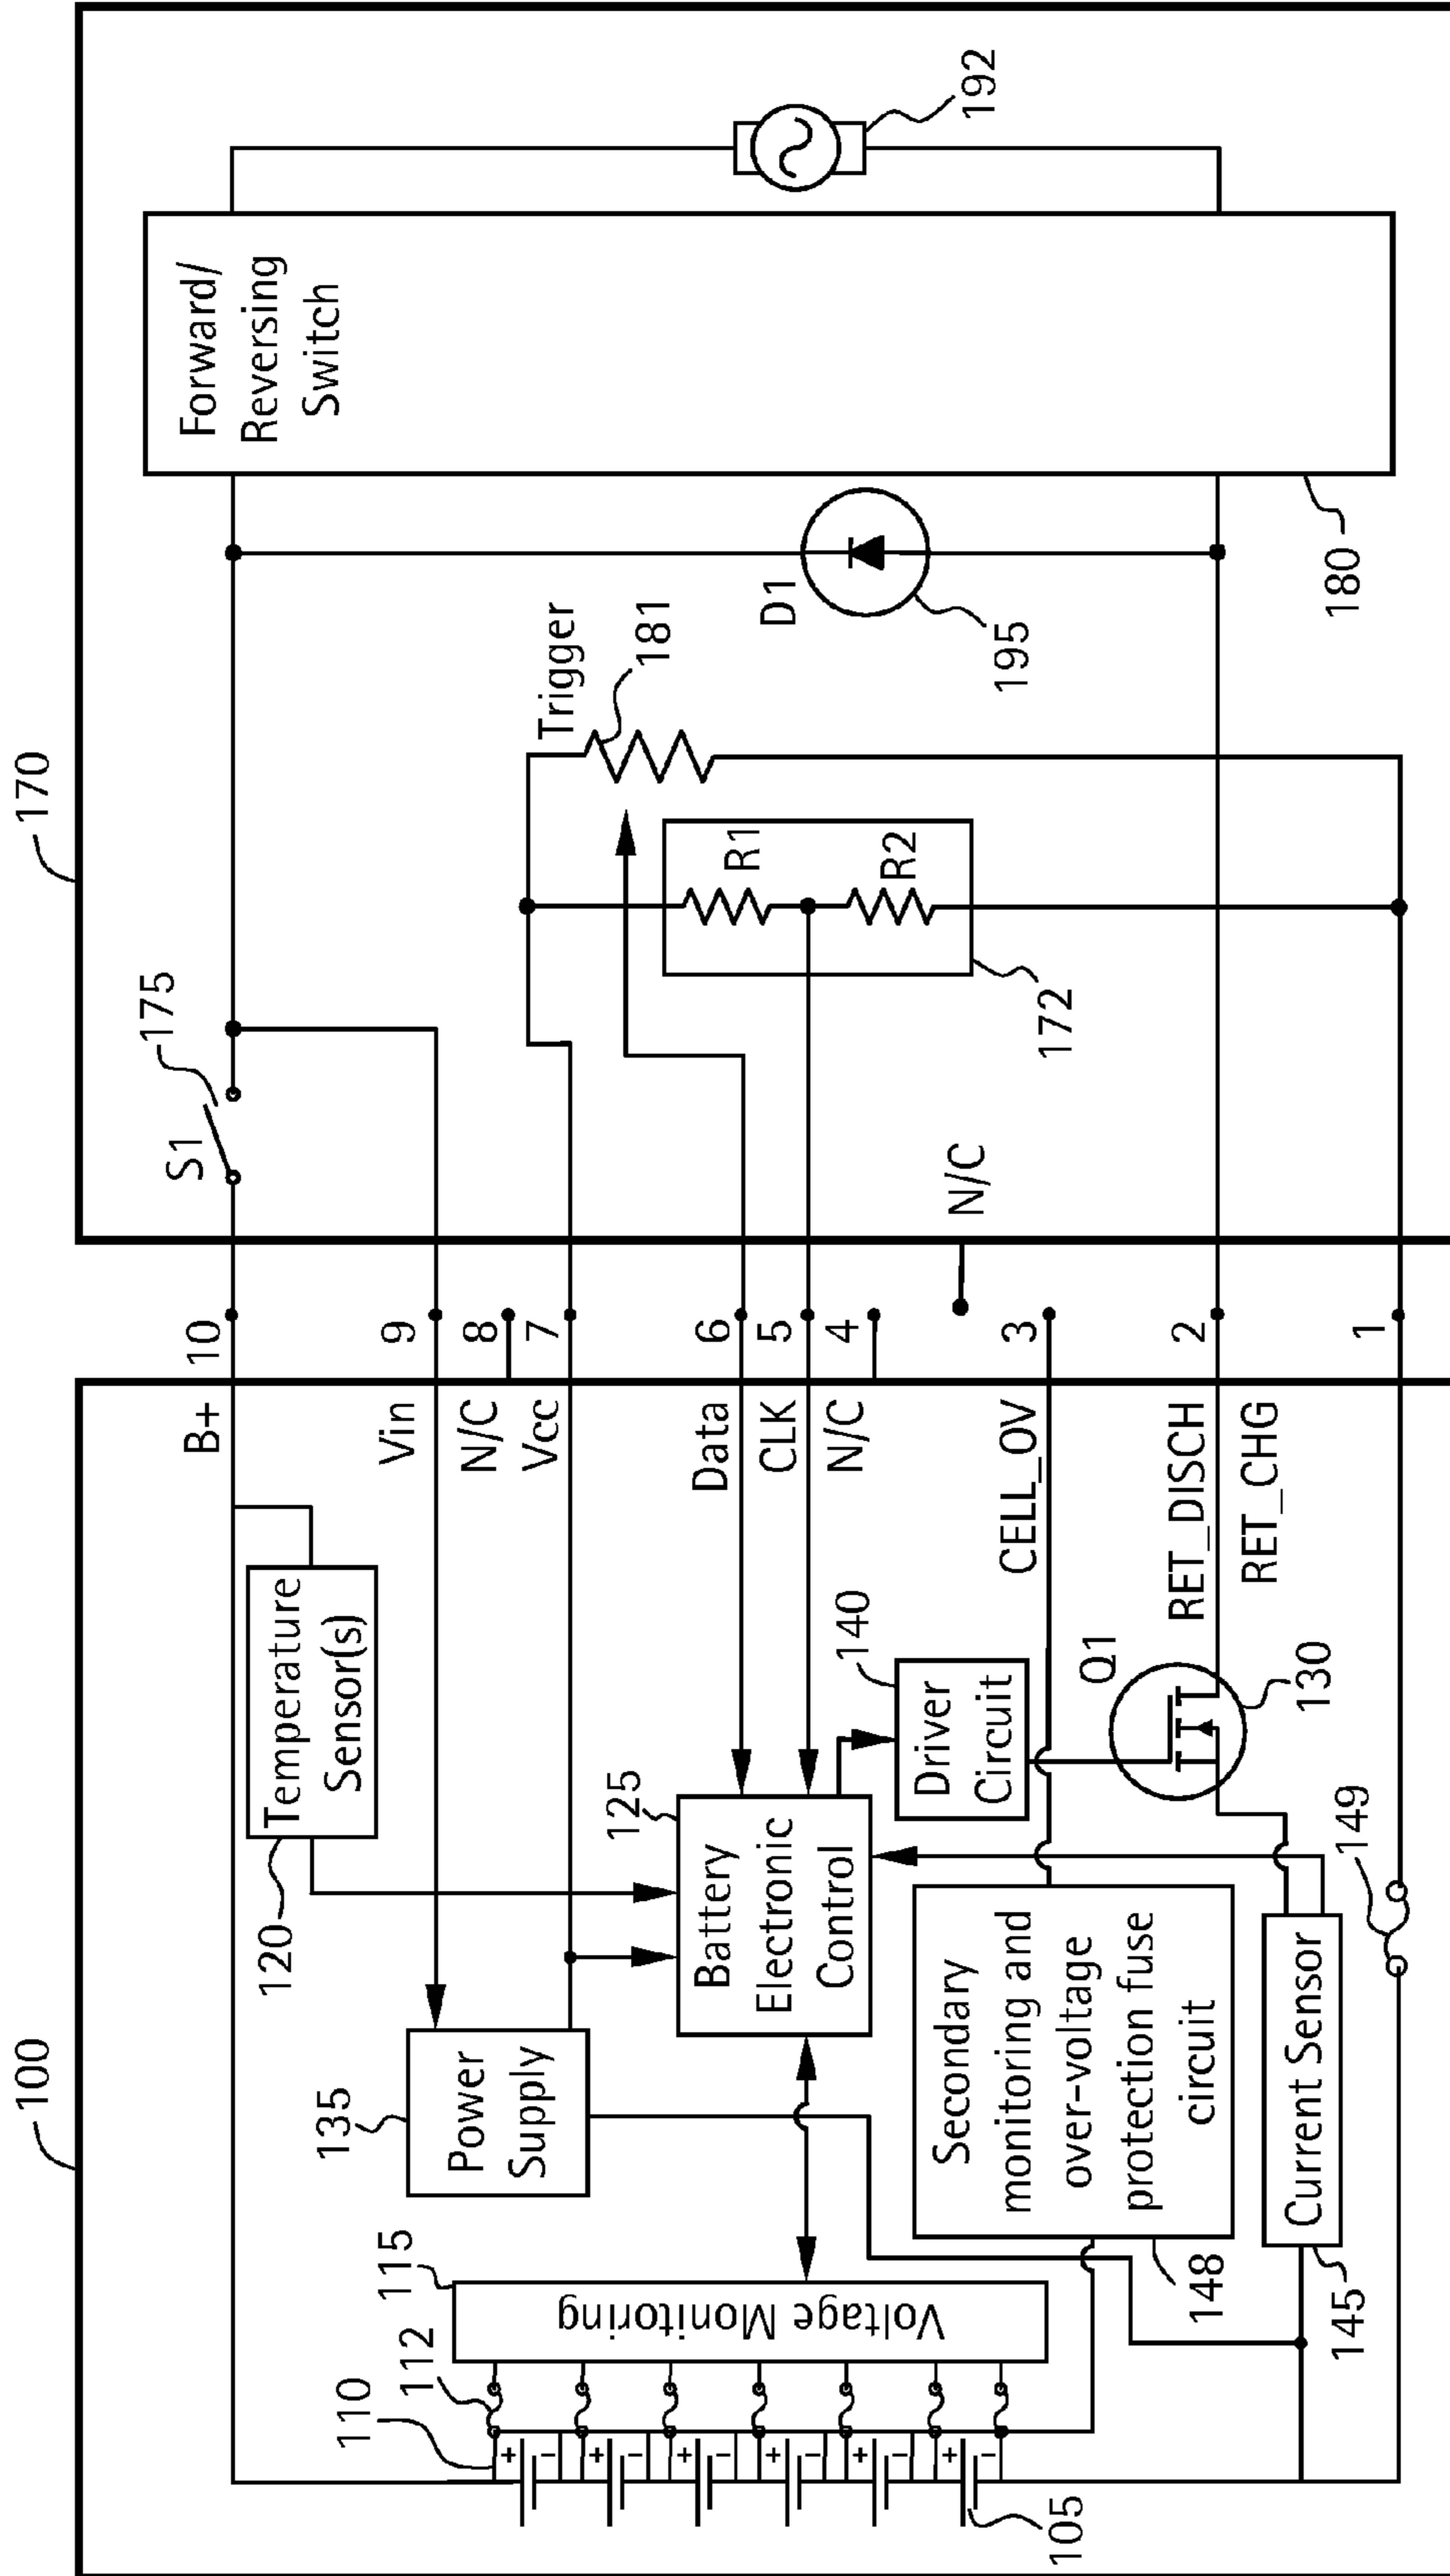 100
170
B+
10
S1
175
Forward/
Reversing
Switch
120
Temperature
Sensor(s)
Vin
9
N/C
8
Vcc
7
135
Power
Supply
Trigger
181
110
112
115
Voltage Monitoring
125
Battery
Electronic
Control
Data
6
CLK
5
N/C
4
R1
R2
172
D1
195
192
140
Driver
Circuit
N/C
CELL_OV
3
Secondary
monitoring and
over-voltage
protection fuse
circuit
148
Q1
130
RET_DISCH
2
RET_CHG
180
105
+
−
+
−
+
−
+
−
+
−
+
−
Current Sensor
145
149
1